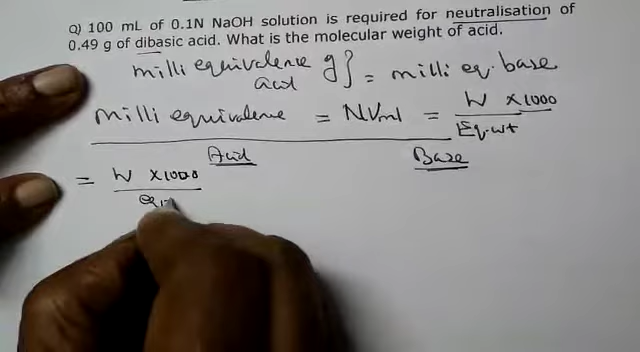 Q) 100 mL of 0.1N NaOH solution is required for neutralisation of
0.49 g of dibasic acid. What is the molecular weight of acid.
milli equivalence of } = milli eq. base
acid
milli equivalence = NVml = W ×1000
Eq.wt
Acid Base
= W ×1000